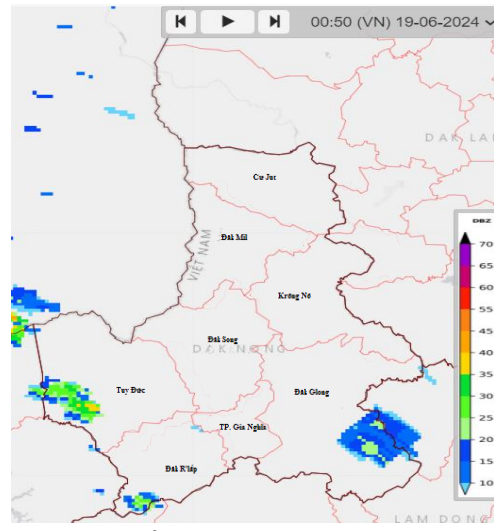 00:50 (VN) 19-06-2024
DAK LA
Cư Jut
Đăk Mil
VIỆT NAM
Krông Nô
DBZ
70
65
60
55
50
45
40
35
30
25
20
15
10
Đăk Song
DAK NONG
Tuy Đức
Đăk Glong
TP. Gia Nghĩa
Đăk R'lấp
LAM DONG